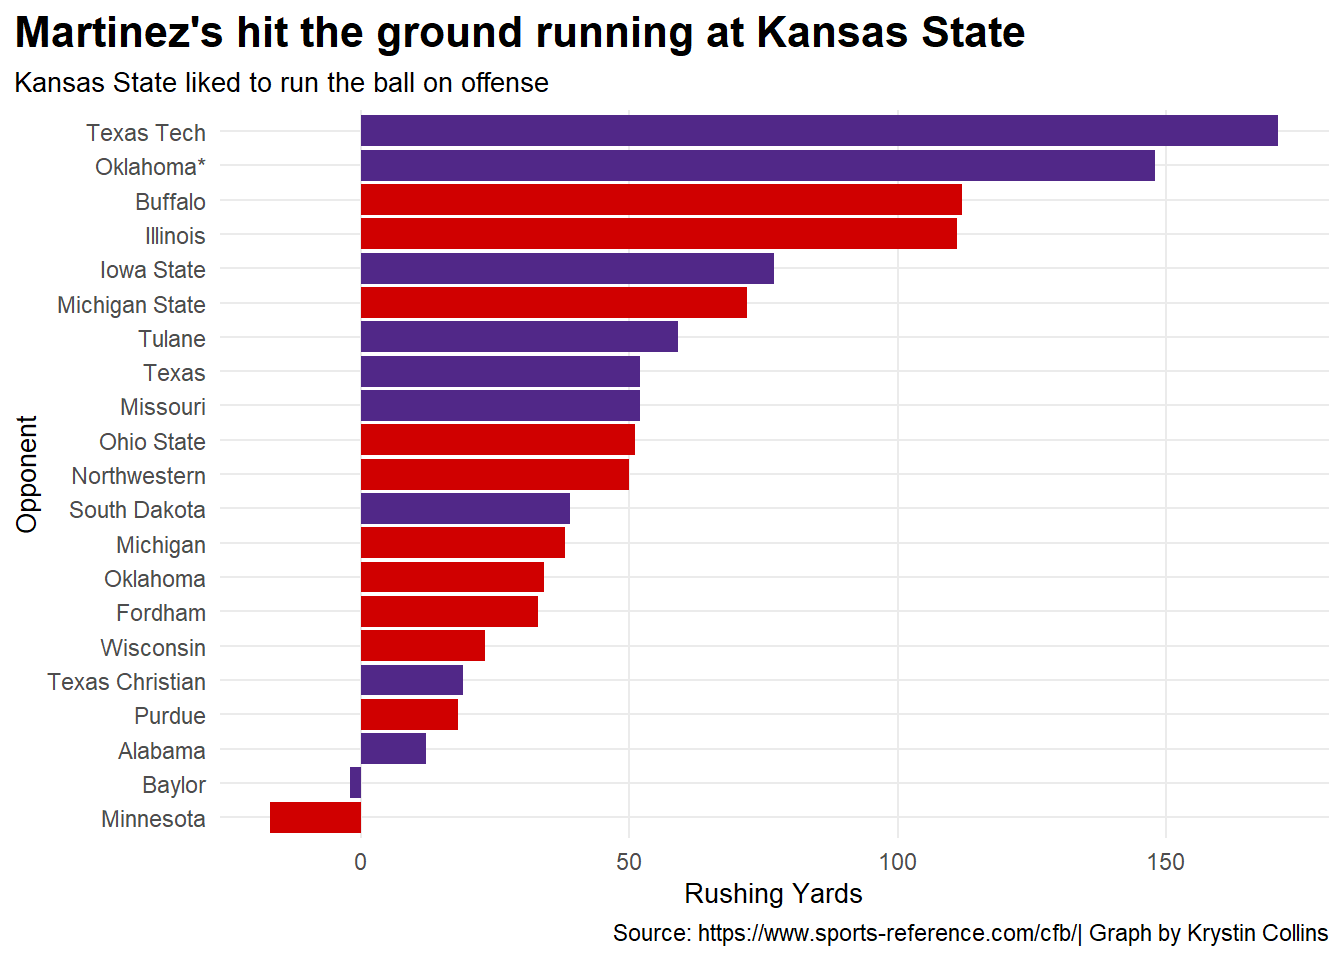 Martinez's hit the ground running at Kansas State
Kansas State liked to run the ball on offense
Opponent
Texas Tech
Oklahoma*
Buffalo
Illinois
Iowa State
Michigan State
Tulane
Texas
Missouri
Ohio State
Northwestern
South Dakota
Michigan
Oklahoma
Fordham
Wisconsin
Texas Christian
Purdue
Alabama
Baylor
Minnesota
0 50 100 150
Rushing Yards
Source: https://www.sports-reference.com/cfb/| Graph by Krystin Collins